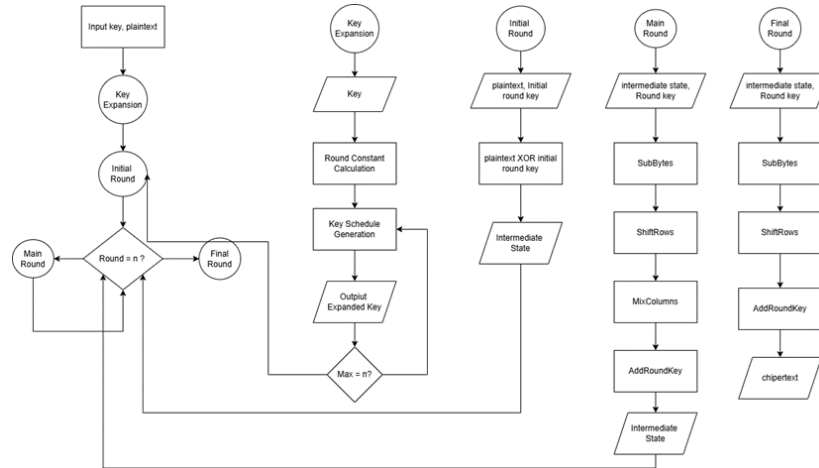 Input key, plaintext
Key
Expansion
Initial
Round
Main
Round
Round = n ?
Final
Round
Key
Expansion
Key
Round Constant
Calculation
Key Schedule
Generation
Outpiut
Expanded Key
Max = n?
Initial
Round
plaintext, Initial
round key
plaintext XOR initial
round key
Intermediate
State
Main
Round
intermediate state,
Round key
SubBytes
ShiftRows
MixColumns
AddRoundKey
Intermediate
State
Final
Round
intermediate state,
Round key
SubBytes
ShiftRows
AddRoundKey
chipertext